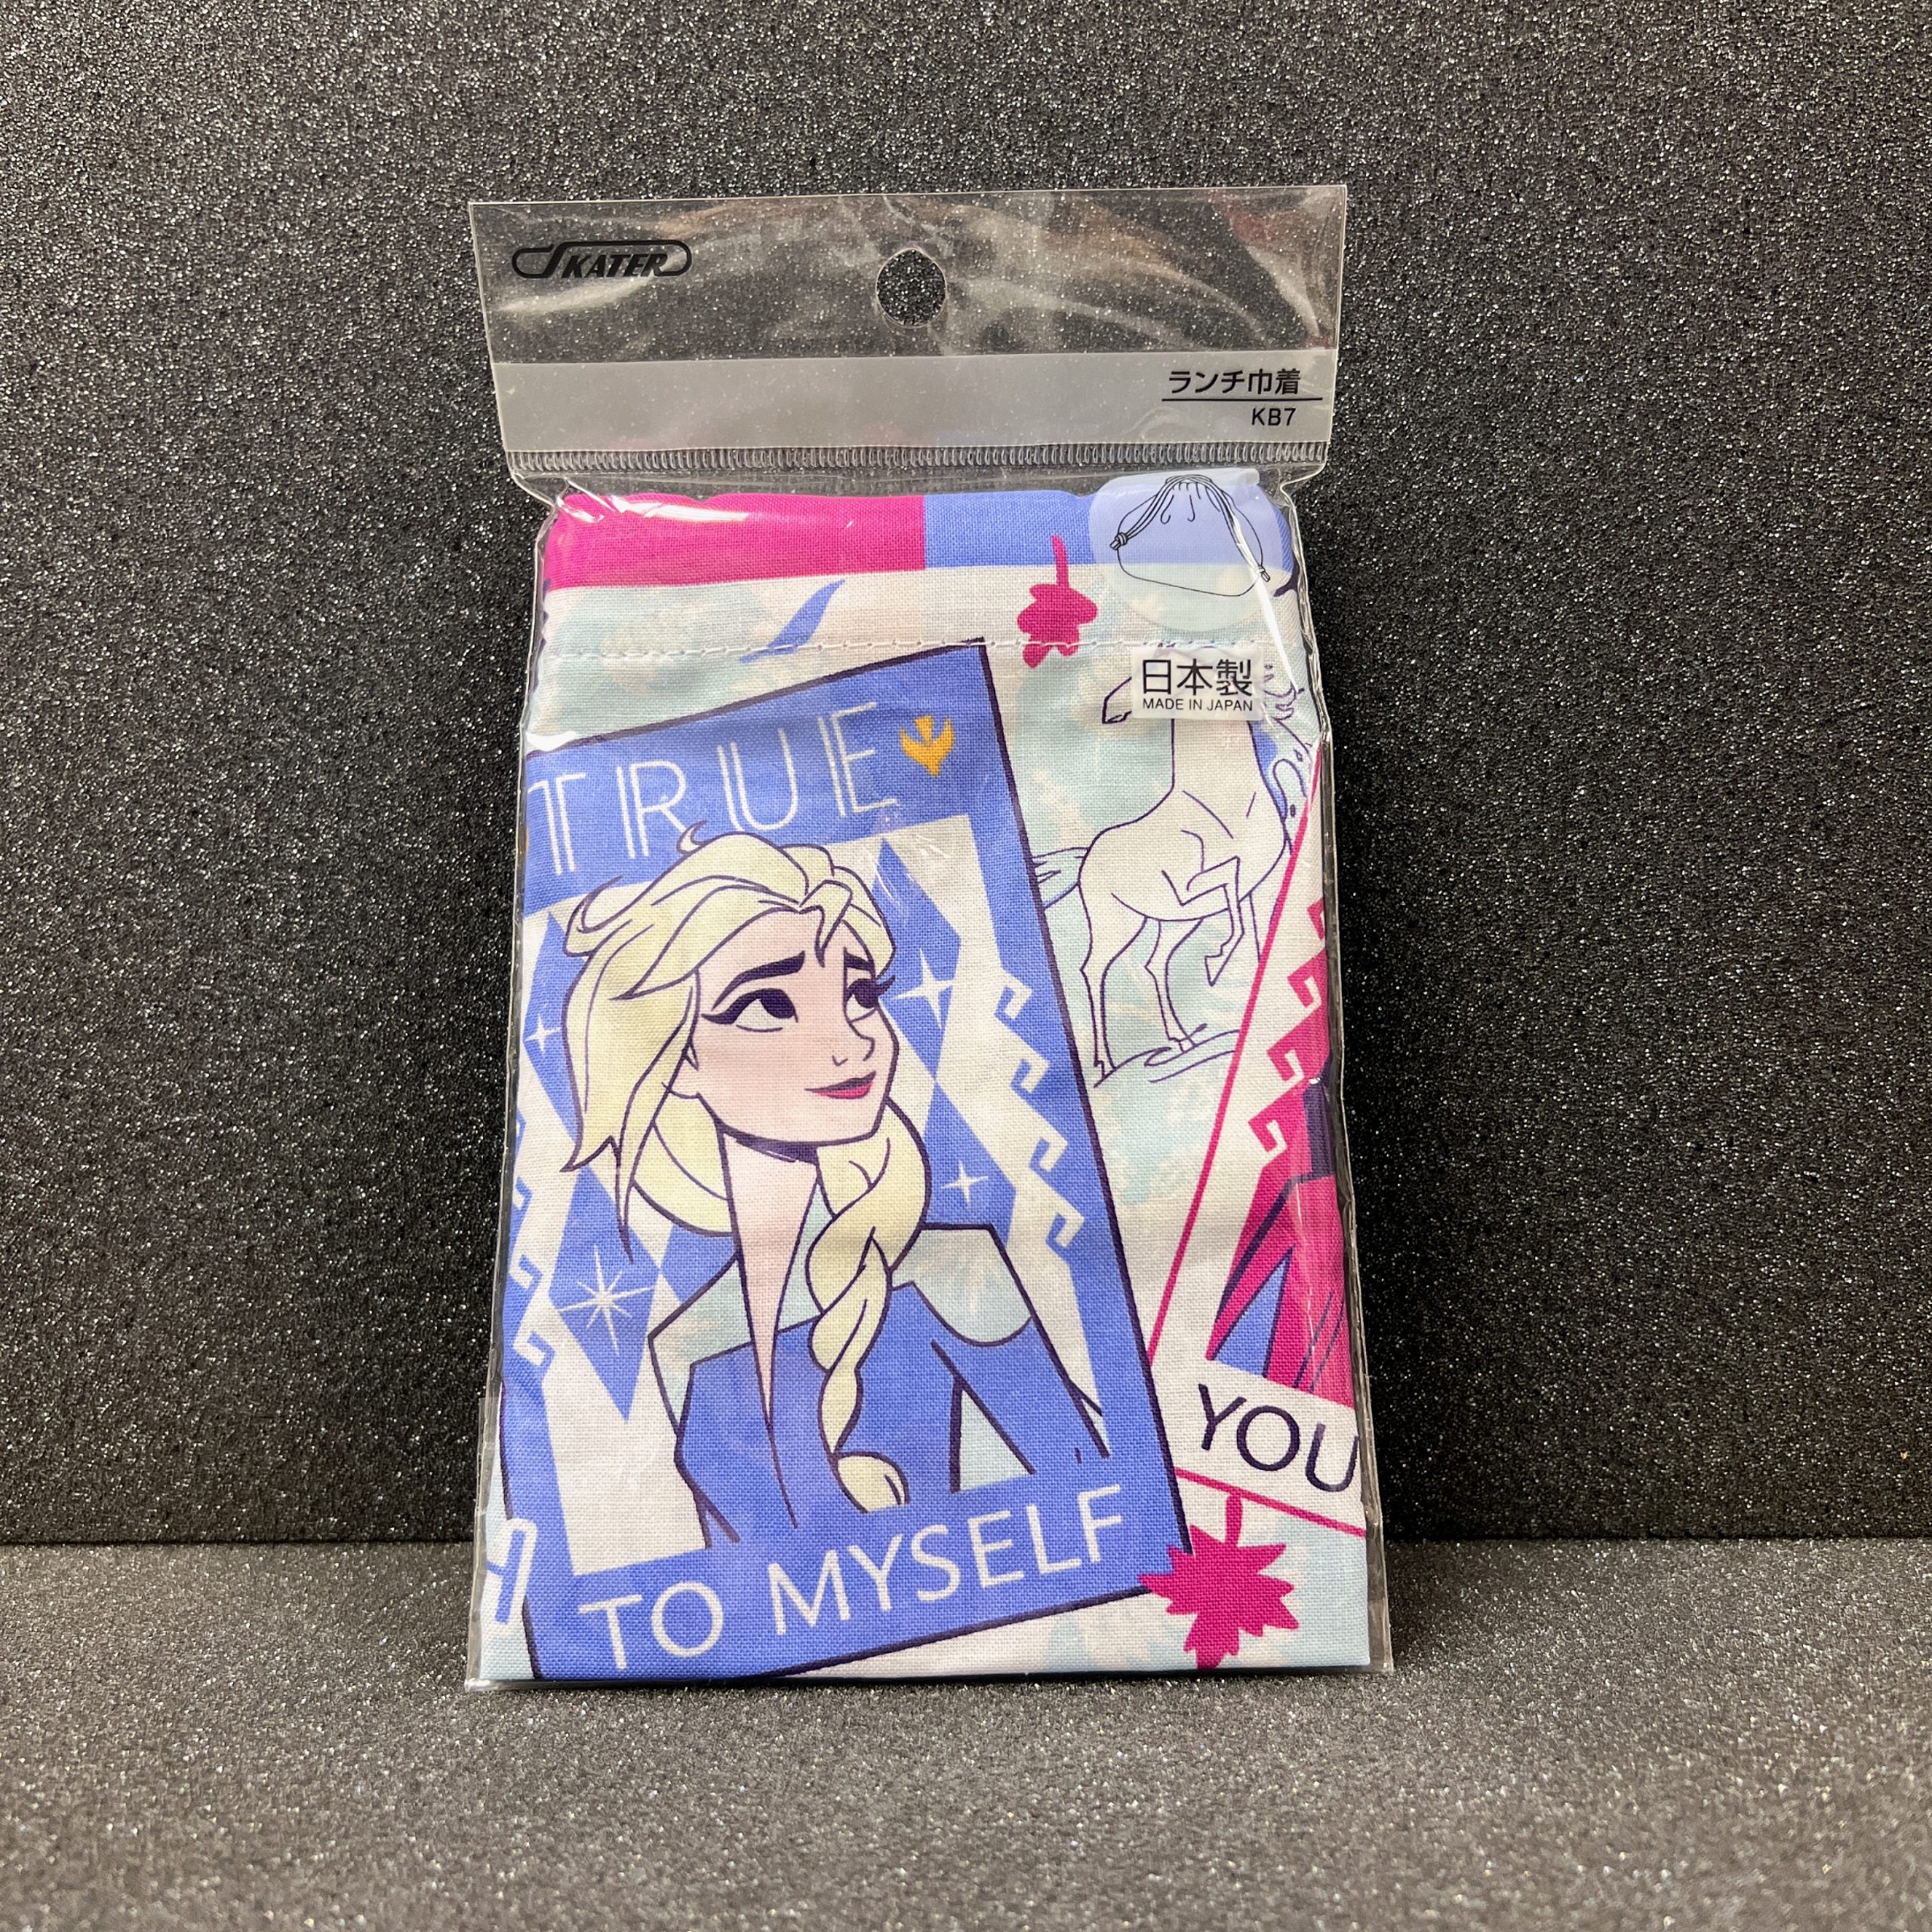 SKATER
ランチ巾着
KB7
日本製
MADE IN JAPAN
TRUE
TO MYSELF
YOU